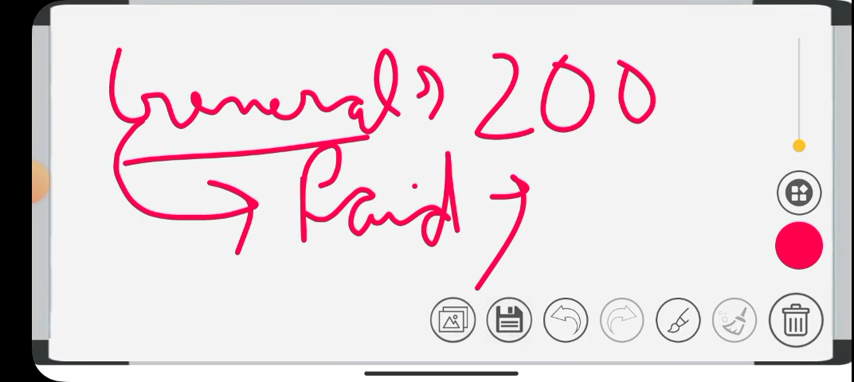 General → 200
→ Paid →